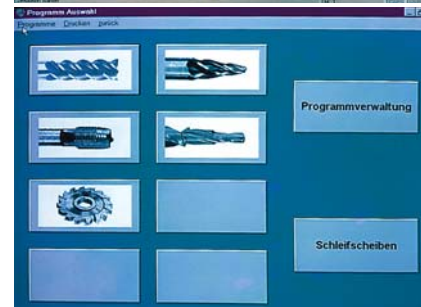 Programm Auswahl
Programme Drucken zurück
Programmverwaltung
Schleifscheiben